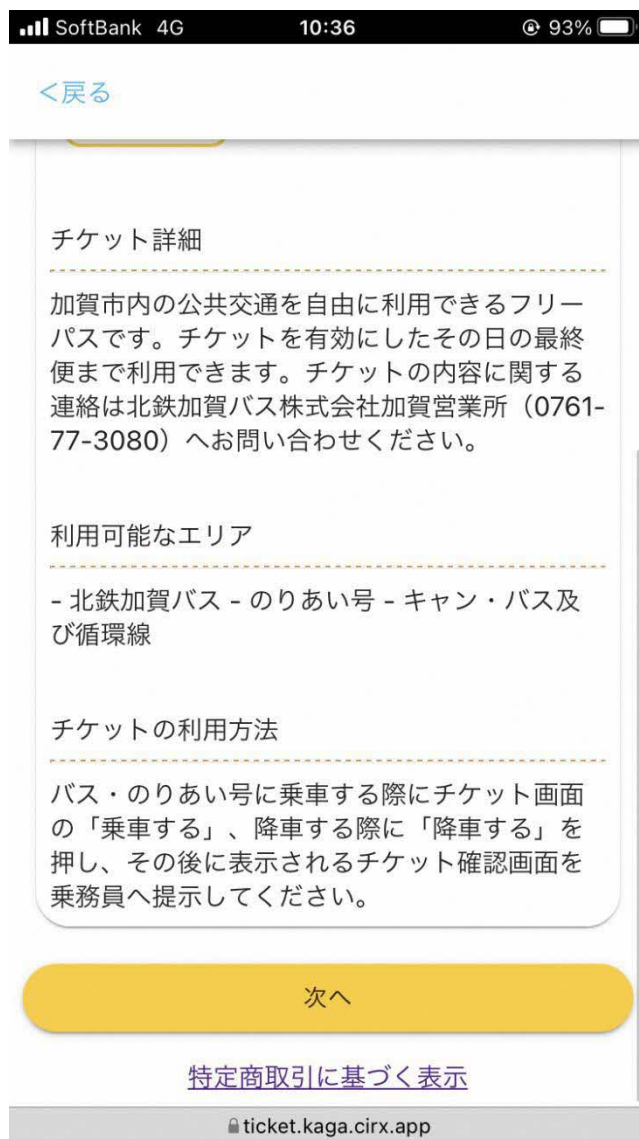 SoftBank 4G 10:36 93%
<戻る
チケット詳細
加賀市内の公共交通を自由に利用できるフリー
パスです。チケットを有効にしたその日の最終
便まで利用できます。チケットの内容に関する
連絡は北鉄加賀バス株式会社加賀営業所（0761-
77-3080）へお問い合わせください。
利用可能なエリア
- 北鉄加賀バス - のりあい号 - キャン・バス及
び循環線
チケットの利用方法
バス・のりあい号に乗車する際にチケット画面
の「乗車する」、降車する際に「降車する」を
押し、その後に表示されるチケット確認画面を
乗務員へ提示してください。
次へ
特定商取引に基づく表示
ticket.kaga.cirx.app